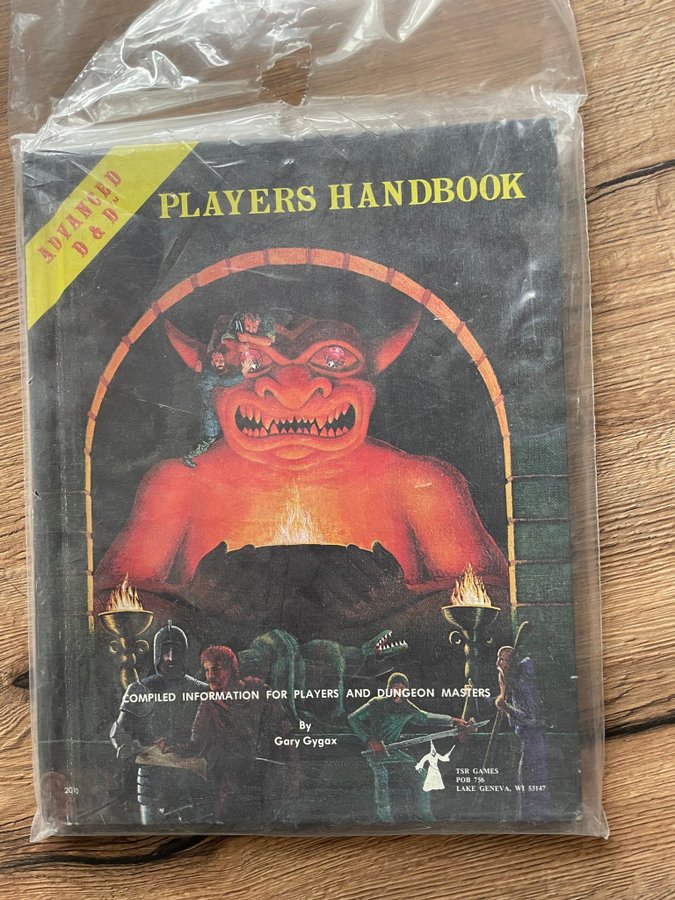 ADVANCED
D & D™
PLAYERS HANDBOOK
COMPILED INFORMATION FOR PLAYERS AND DUNGEON MASTERS
By
Gary Gygax
TSR GAMES
POB 756
LAKE GENEVA, WI 53147
2010